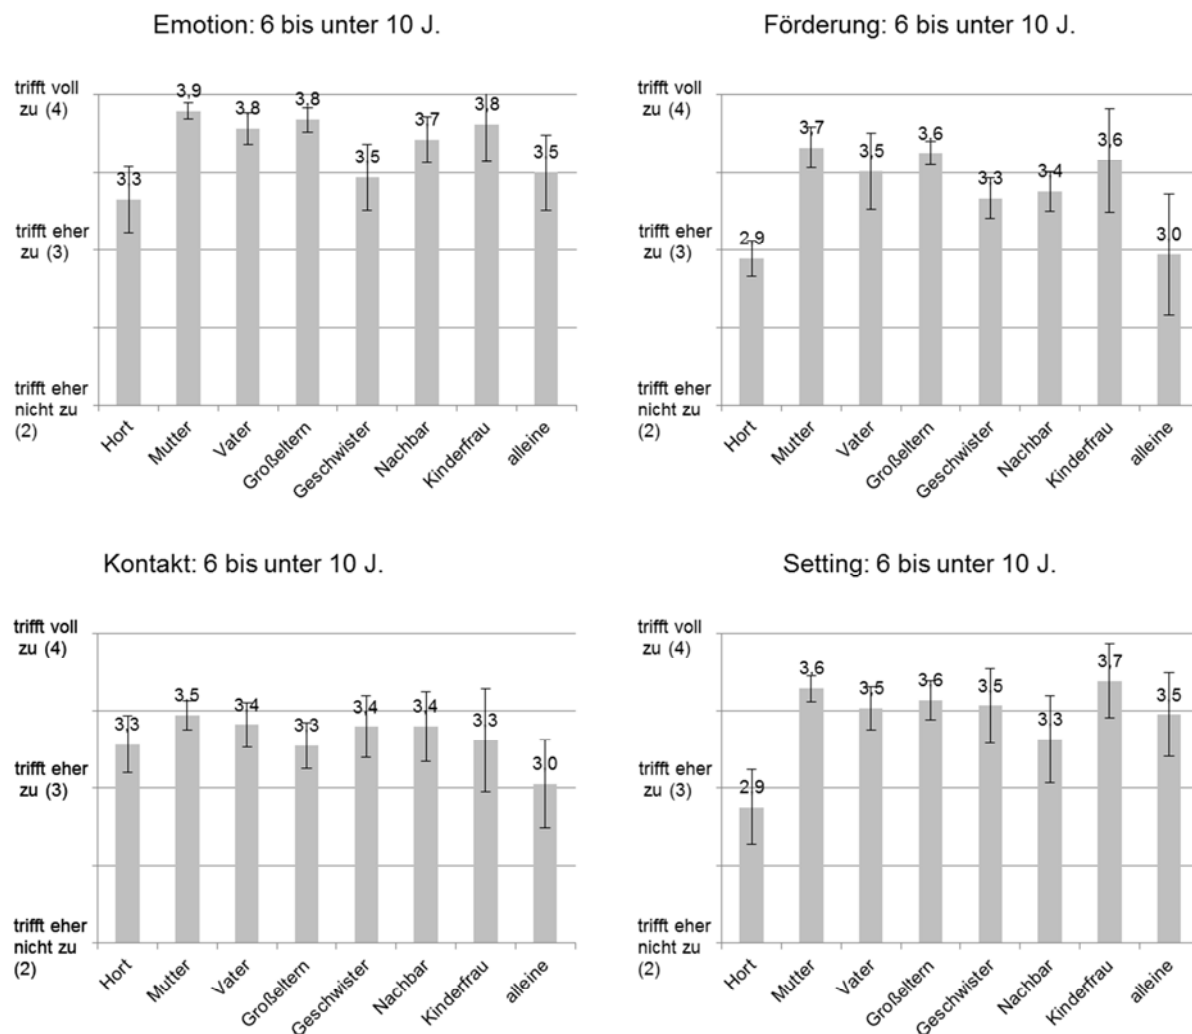 Emotion: 6 bis unter 10 J.
trifft voll
zu (4)
trifft eher
zu (3)
trifft eher
nicht zu
(2)
3,3
3,9
3,8
3,8
3,5
3,7
3,8
3,5
Hort
Mutter
Vater
Großeltern
Geschwister
Nachbar
Kinderfrau
alleine
Förderung: 6 bis unter 10 J.
trifft voll
zu (4)
trifft eher
zu (3)
trifft eher
nicht zu
(2)
2,9
3,7
3,5
3,6
3,3
3,4
3,6
3,0
Hort
Mutter
Vater
Großeltern
Geschwister
Nachbar
Kinderfrau
alleine
Kontakt: 6 bis unter 10 J.
trifft voll
zu (4)
trifft eher
zu (3)
trifft eher
nicht zu
(2)
3,3
3,5
3,4
3,3
3,4
3,4
3,3
3,0
Hort
Mutter
Vater
Großeltern
Geschwister
Nachbar
Kinderfrau
alleine
Setting: 6 bis unter 10 J.
trifft voll
zu (4)
trifft eher
zu (3)
trifft eher
nicht zu
(2)
2,9
3,6
3,5
3,6
3,5
3,3
3,7
3,5
Hort
Mutter
Vater
Großeltern
Geschwister
Nachbar
Kinderfrau
alleine